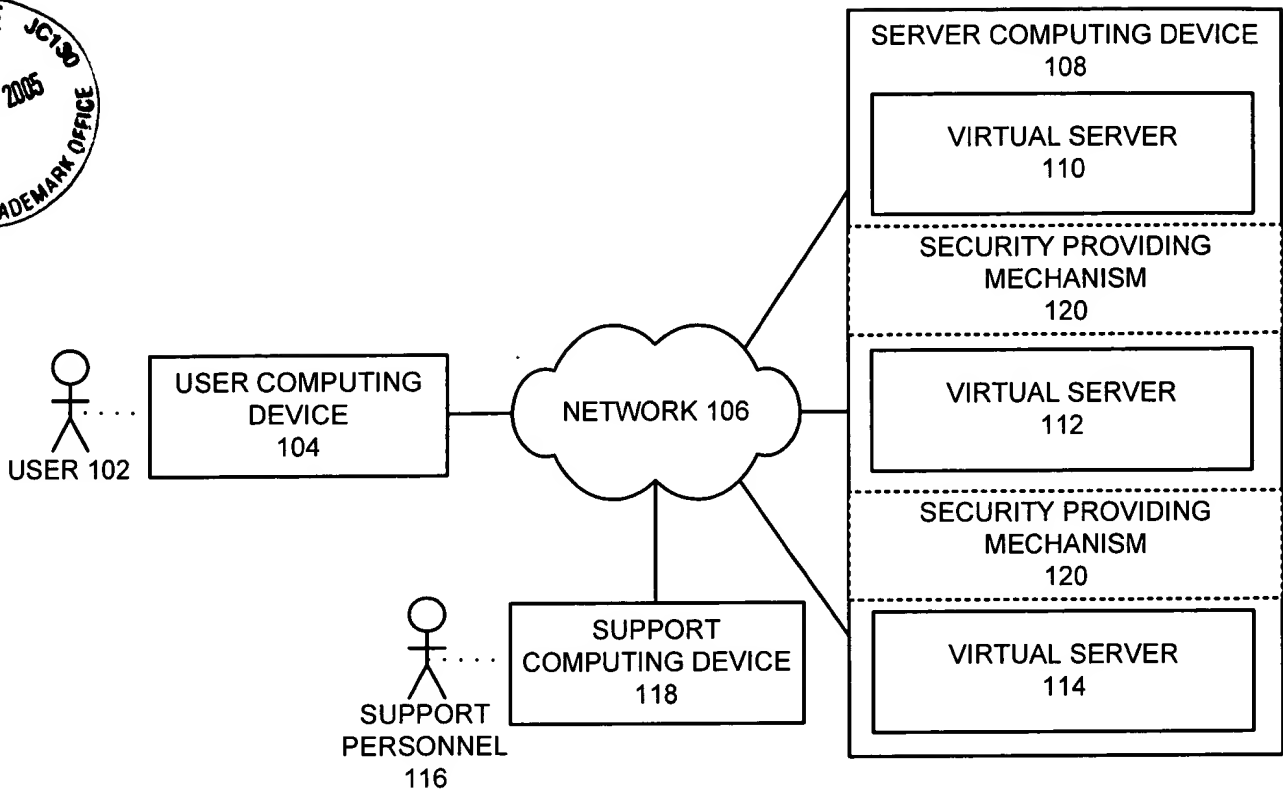 JC130
2005
TRADEMARK OFFICE
SERVER COMPUTING DEVICE
108
VIRTUAL SERVER
110
SECURITY PROVIDING
MECHANISM
120
USER COMPUTING
DEVICE
104
USER 102
NETWORK 106
VIRTUAL SERVER
112
SECURITY PROVIDING
MECHANISM
120
SUPPORT
COMPUTING DEVICE
118
SUPPORT
PERSONNEL
116
VIRTUAL SERVER
114